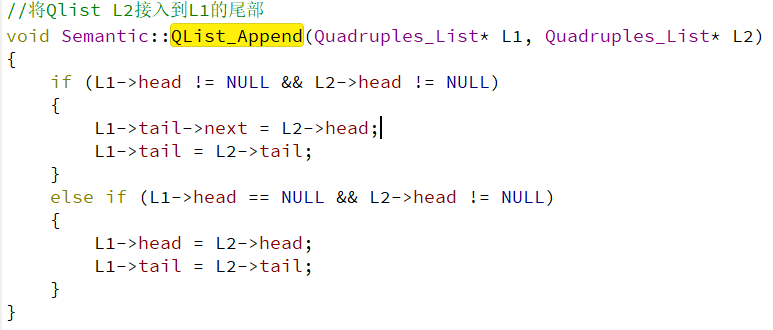 //将Qlist L2接入到L1的尾部
void Semantic::QList_Append(Quadruples_List* L1, Quadruples_List* L2)
{
    if (L1->head != NULL && L2->head != NULL)
    {
        L1->tail->next = L2->head;
        L1->tail = L2->tail;
    }
    else if (L1->head == NULL && L2->head != NULL)
    {
        L1->head = L2->head;
        L1->tail = L2->tail;
    }
}